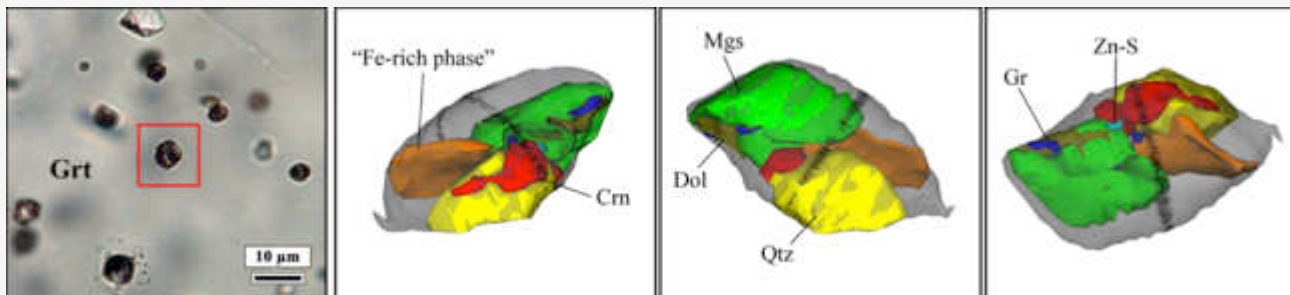 Grt
10 µm
"Fe-rich phase"
Crn
Mgs
Dol
Qtz
Zn-S
Gr